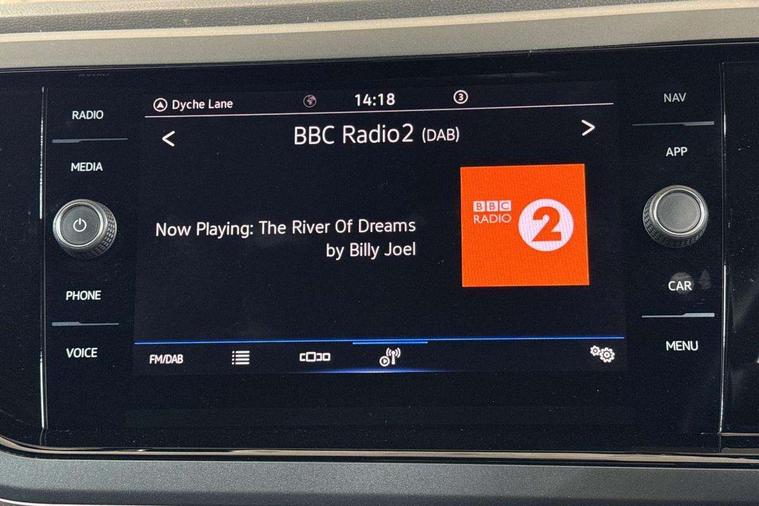 RADIO
MEDIA
PHONE
VOICE
Dyche Lane
14:18
3
< BBC Radio2 (DAB) >
Now Playing: The River Of Dreams
by Billy Joel
BBC
RADIO
2
FM/DAB
NAV
APP
CAR
MENU